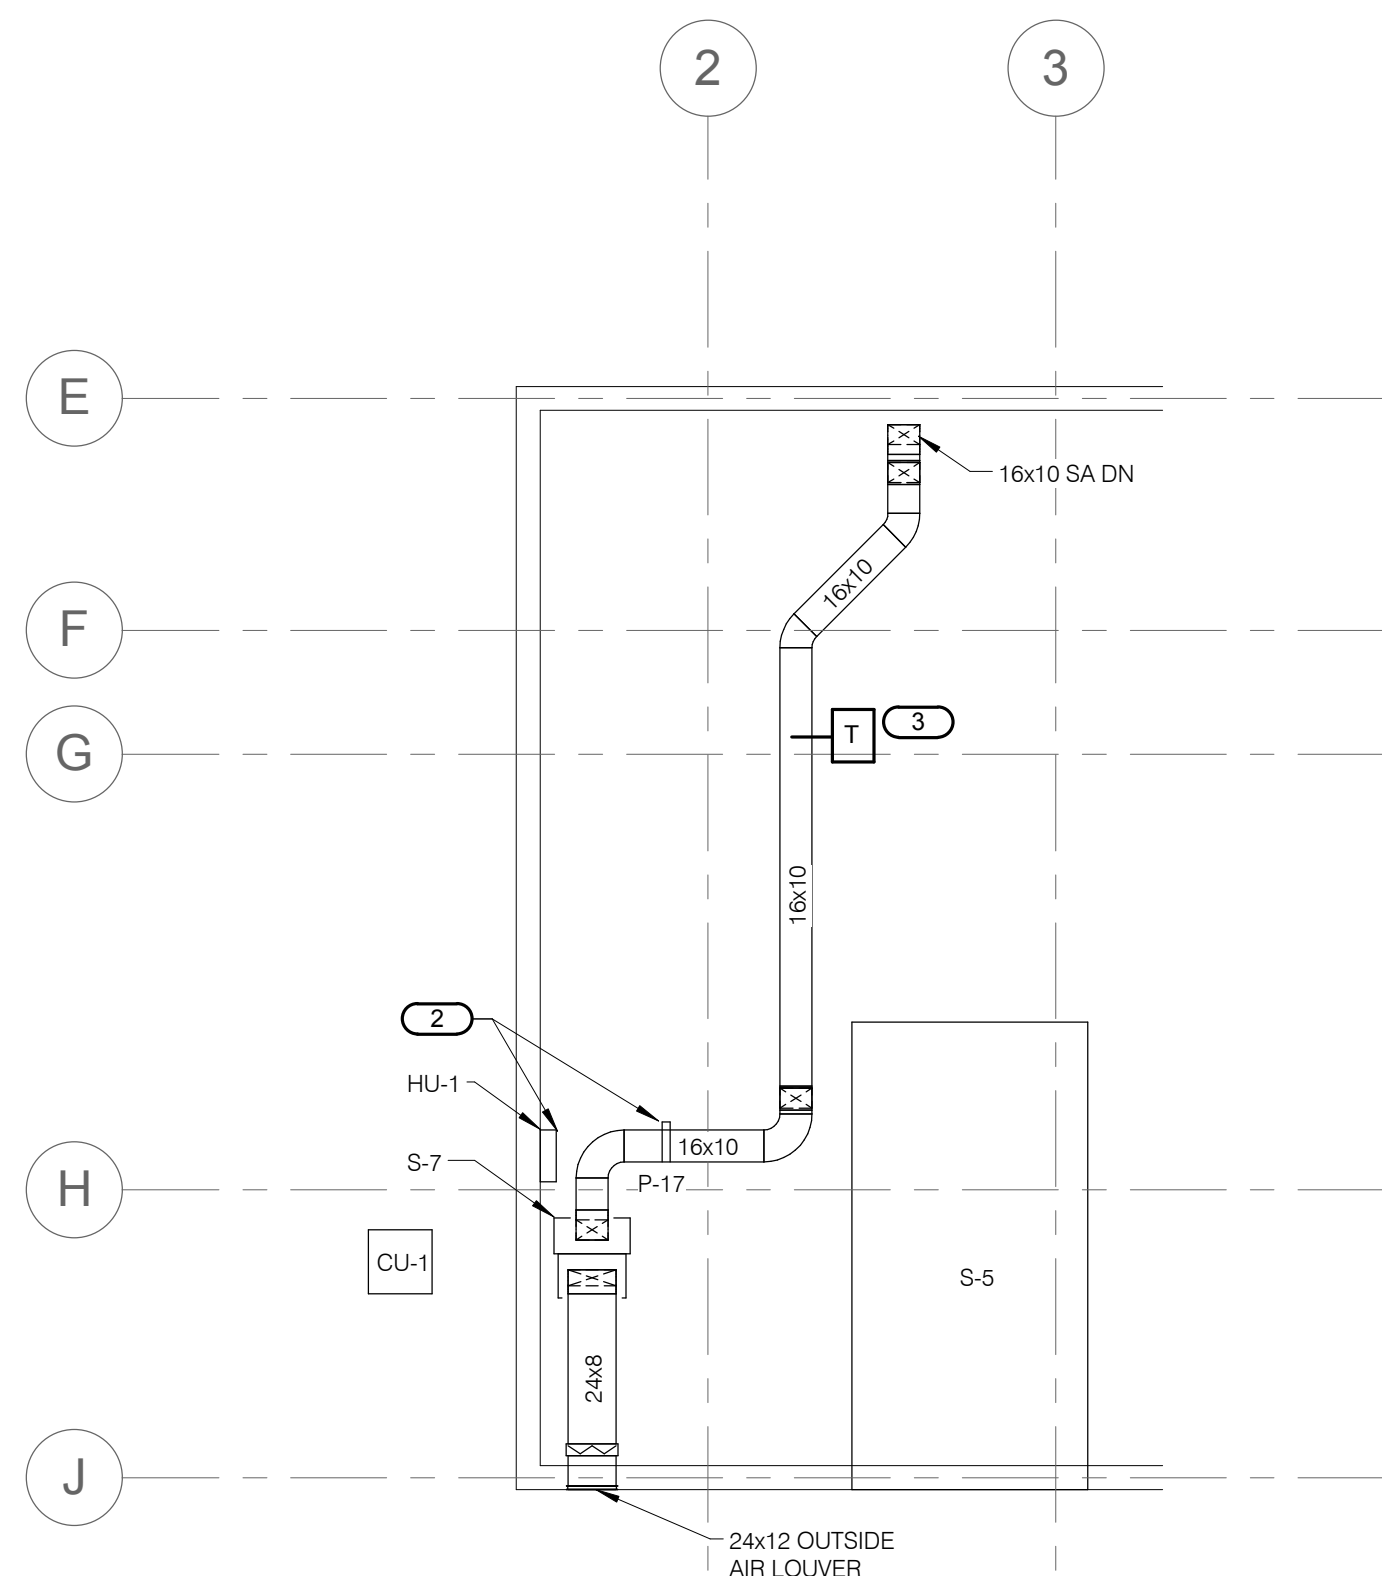 2
3
E
16x10 SA DN
16x10
F
3
T
G
16x10
2
HU-1
16x10
S-7
P-17
H
CU-1
S-5
24x8
J
24x12 OUTSIDE
AIR LOUVER